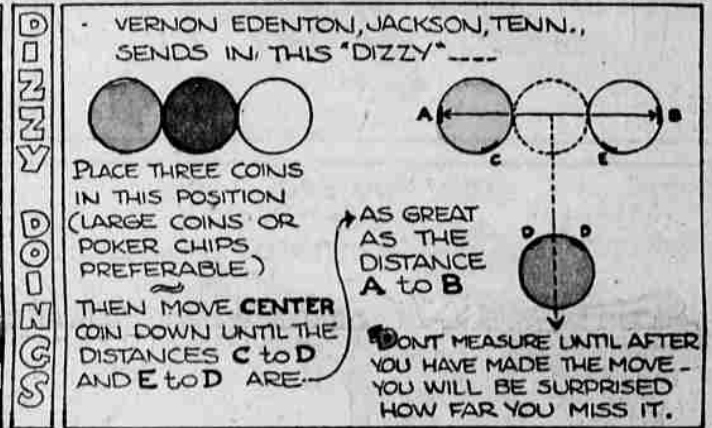 DIZZY DOINGS
VERNON EDENTON, JACKSON, TENN.,
SENDS IN THIS "DIZZY"----
PLACE THREE COINS
IN THIS POSITION
(LARGE COINS OR
POKER CHIPS
PREFERABLE)
THEN MOVE CENTER
COIN DOWN UNTIL THE
DISTANCES C to D
AND E to D ARE
AS GREAT
AS THE
DISTANCE
A to B
A B
C E
D D
DONT MEASURE UNTIL AFTER
YOU HAVE MADE THE MOVE -
YOU WILL BE SURPRISED
HOW FAR YOU MISS IT.